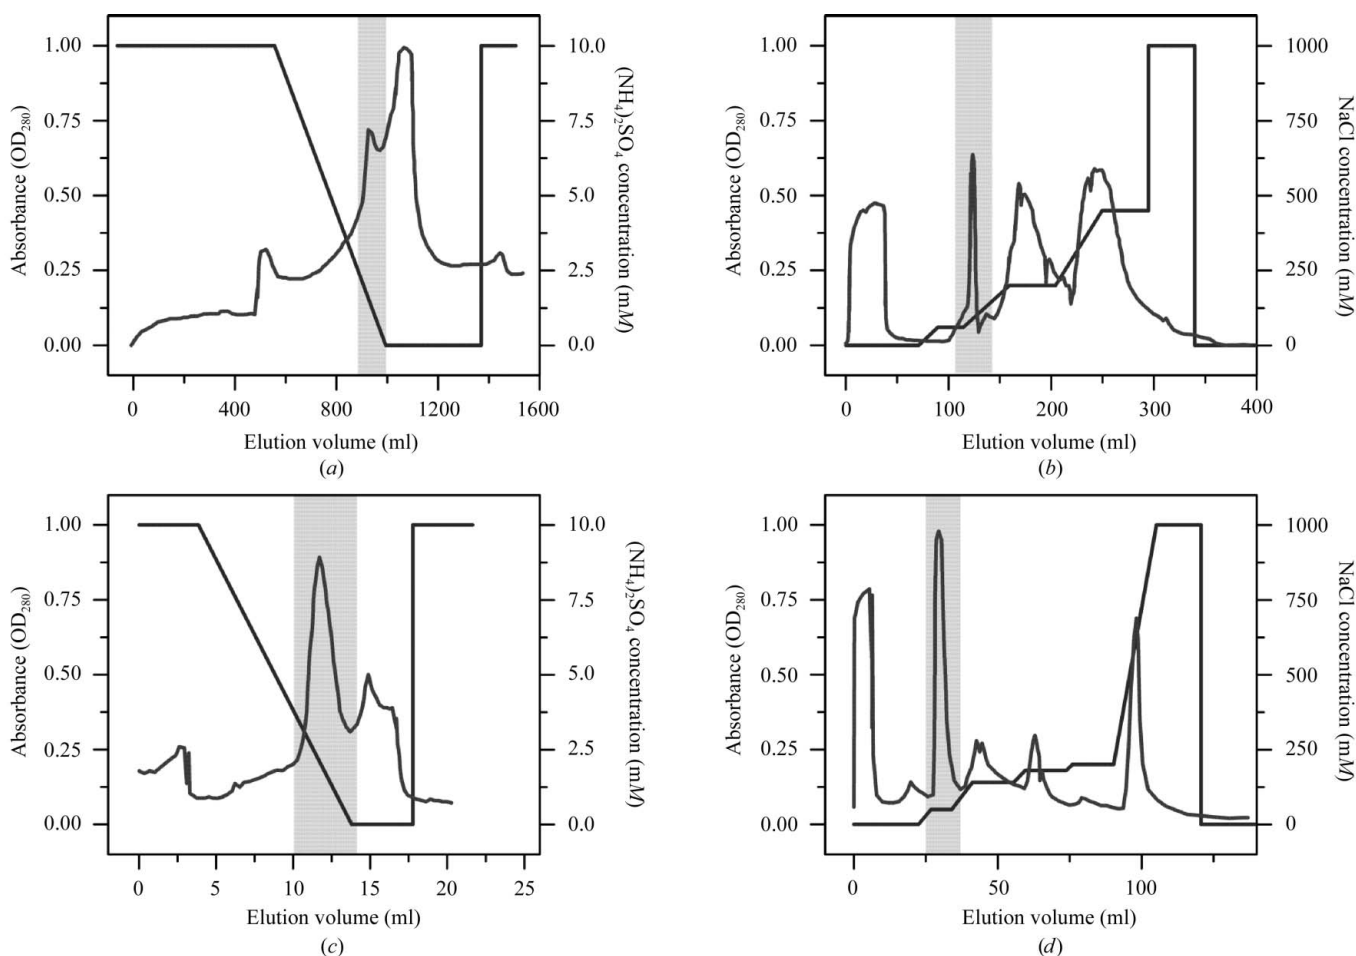 1.00
0.75
0.50
0.25
0.00
Absorbance (OD₂₈₀)
10.0
7.5
5.0
2.5
0.0
(NH₄)₂SO₄ concentration (mM)
0 400 800 1200 1600
Elution volume (ml)
(a)
1.00
0.75
0.50
0.25
0.00
Absorbance (OD₂₈₀)
1000
750
500
250
0
NaCl concentration (mM)
0 100 200 300 400
Elution volume (ml)
(b)
1.00
0.75
0.50
0.25
0.00
Absorbance (OD₂₈₀)
10.0
7.5
5.0
2.5
0.0
(NH₄)₂SO₄ concentration (mM)
0 5 10 15 20 25
Elution volume (ml)
(c)
1.00
0.75
0.50
0.25
0.00
Absorbance (OD₂₈₀)
1000
750
500
250
0
NaCl concentration (mM)
0 50 100
Elution volume (ml)
(d)